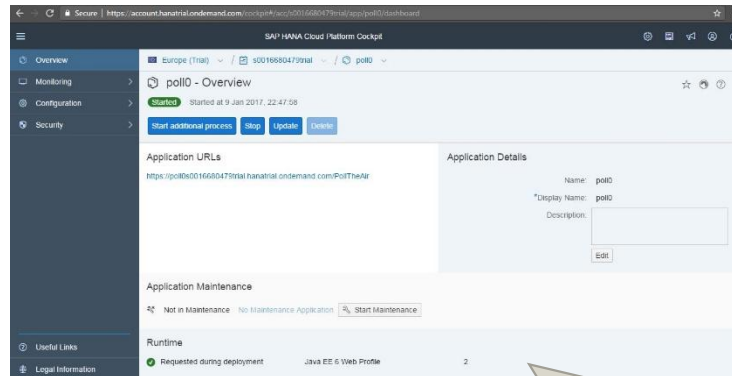 Secure | https://account.hanatrial.ondemand.com/cockpit#/acc/s0016680479trial/app/poll0/dashboard
SAP HANA Cloud Platform Cockpit
Overview
Europe (Trial) / s0016680479trial / poll0
Monitoring
poll0 - Overview
Configuration
Started Started at 9 Jan 2017, 22:47:58
Security
Start additional process Stop Update Delete
Application URLs
Application Details
https://poll0s0016680479trial.hanatrial.ondemand.com/PollTheAir
Name: poll0
*Display Name: poll0
Description:
Edit
Application Maintenance
Not in Maintenance No Maintenance Application Start Maintenance
Useful Links
Runtime
Legal Information
Requested during deployment Java EE 6 Web Profile 2